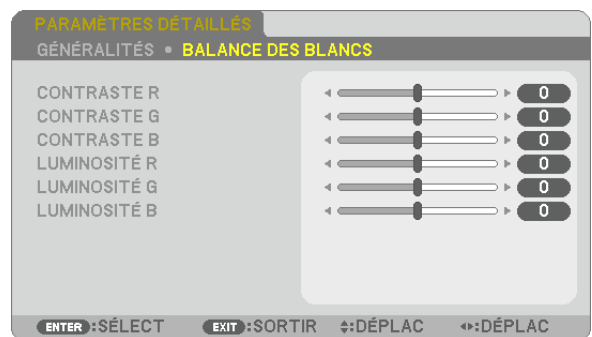 PARAMÈTRES DÉTAILLÉS
GÉNÉRALITÉS • BALANCE DES BLANCS
CONTRASTE R 0
CONTRASTE G 0
CONTRASTE B 0
LUMINOSITÉ R 0
LUMINOSITÉ G 0
LUMINOSITÉ B 0
ENTER :SÉLECT EXIT :SORTIR :DÉPLAC :DÉPLAC